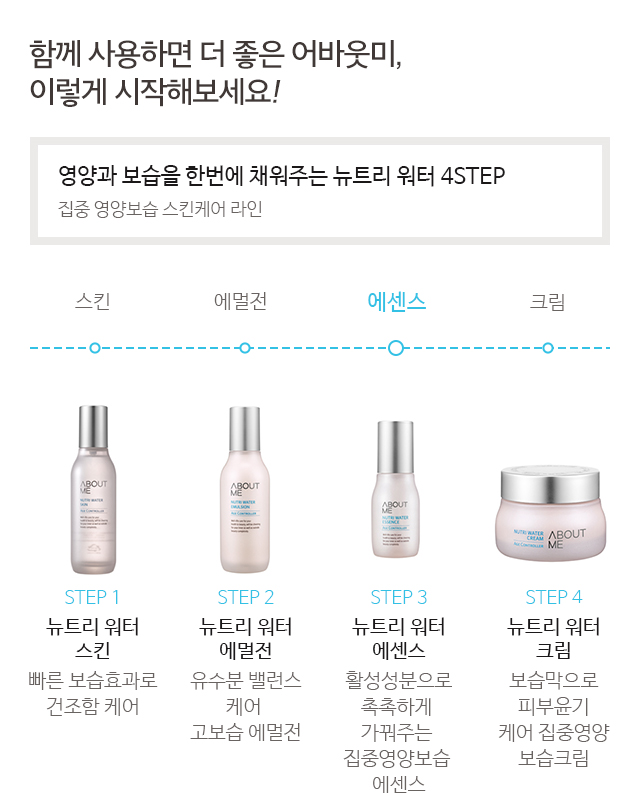 함께 사용하면 더 좋은 어바웃미,
이렇게 시작해보세요!
영양과 보습을 한번에 채워주는 뉴트리 워터 4STEP
집중 영양보습 스킨케어 라인
스킨
에멀전
에센스
크림
ABOUT
ME
NUTRI WATER
SKIN
PAN CONTROLLER
ABOUT
ME
NUTRI WATER
EMULSION
ABOUT
ME
NUTRI WATER
ESSENCE
NUTRI WATER
CREAM
ABOUT
ME
STEP 1
뉴트리 워터
스킨
빠른 보습효과로
건조함 케어
STEP 2
뉴트리 워터
에멀전
유수분 밸런스
케어
고보습 에멀전
STEP 3
뉴트리 워터
에센스
활성성분으로
촉촉하게
가꿔주는
집중영양보습
에센스
STEP 4
뉴트리 워터
크림
보습막으로
피부윤기
케어 집중영양
보습크림